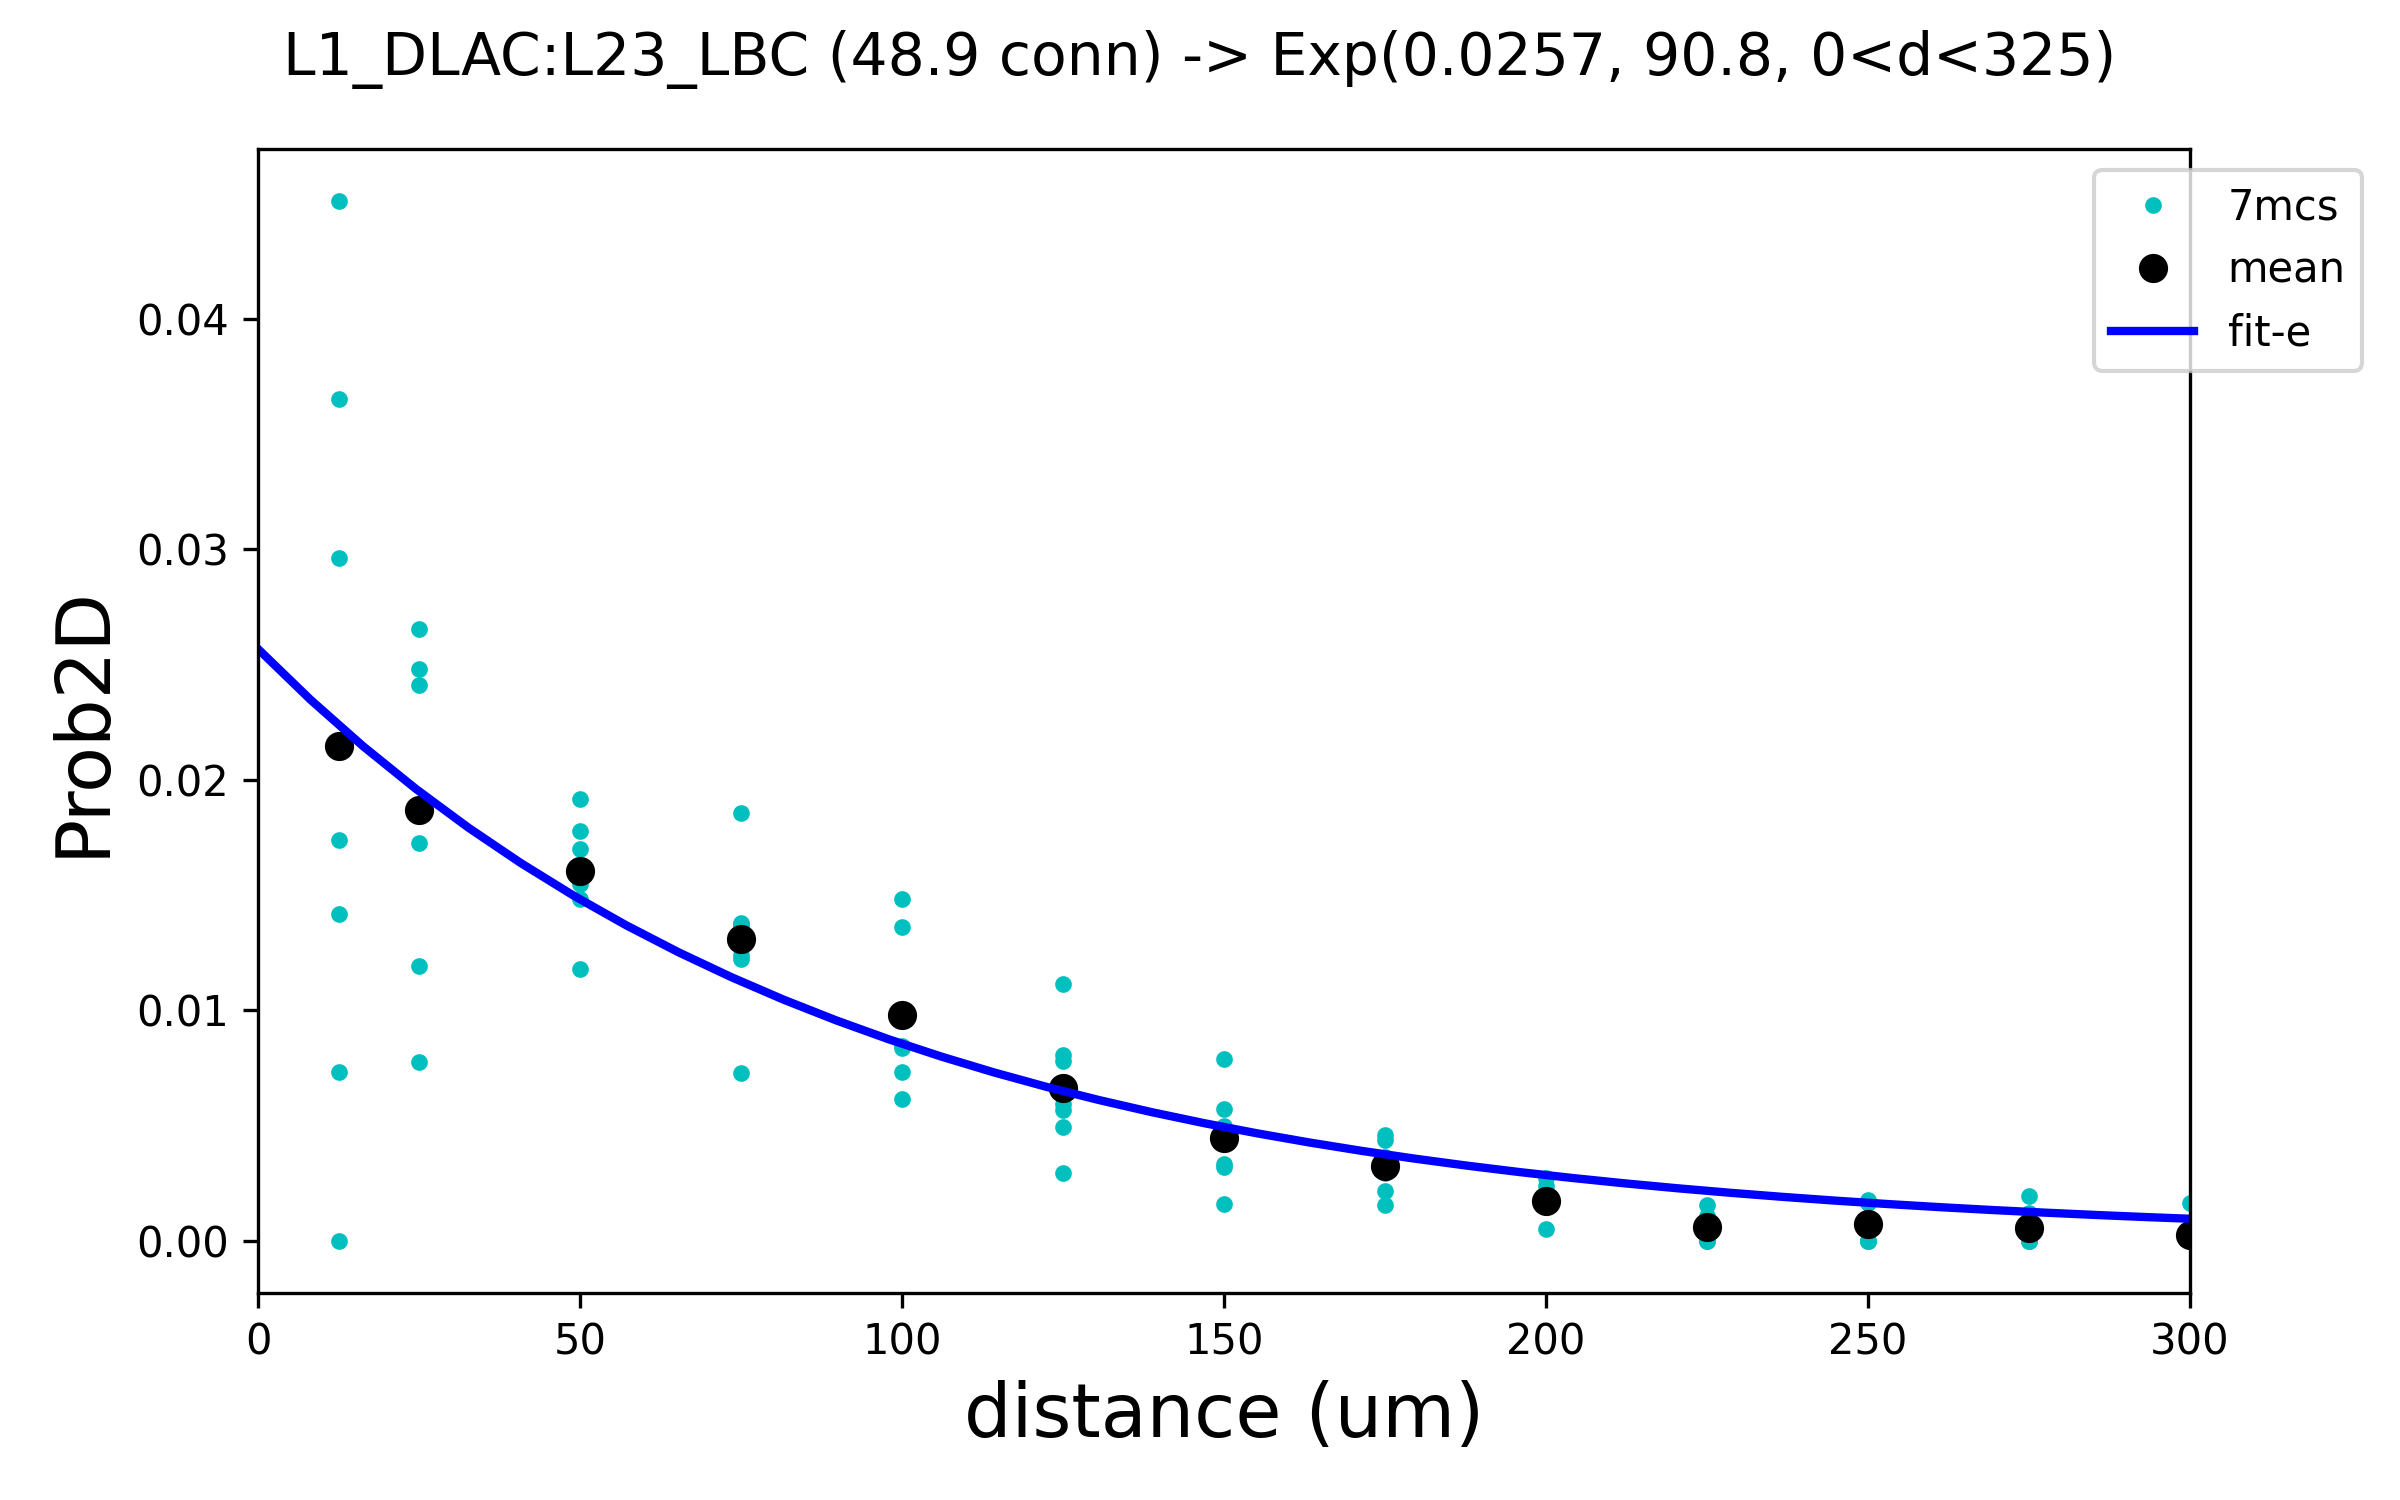 L1_DLAC:L23_LBC (48.9 conn) -> Exp(0.0257, 90.8, 0<d<325)
7mcs
mean
fit-e
Prob2D
0.04
0.03
0.02
0.01
0.00
0 50 100 150 200 250 300
distance (um)